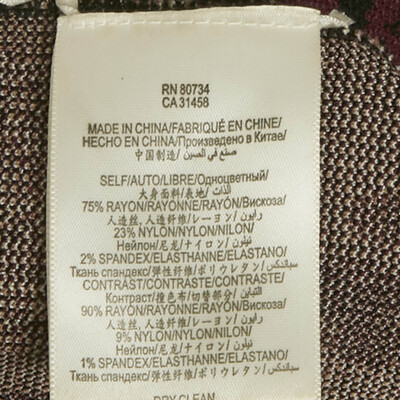 RN 80734
CA 31458
MADE IN CHINA/FABRIQUÉ EN CHINE/
HECHO EN CHINA/Произведено в Китае/
中国制造/ صنع في الصين
SELF/AUTO/LIBRE/Одноцветный/
大身面料/表地/ الذات
75% RAYON/RAYONNE/RAYÓN/Вискоза/
人造丝, 人造纤维/レーヨン/ رايون
23% NYLON/NYLON/NILON/
Нейлон/尼龙/ナイロン/ نيلون
2% SPANDEX/ELASTHANNE/ELASTANO/
Ткань спандекс/弹性纤维/ポリウレタン/ سباندكس
CONTRAST/CONTRASTE/CONTRASTE/
Контраст/撞色布/切替部分/ التباين
90% RAYON/RAYONNE/RAYÓN/Вискоза/
人造丝, 人造纤维/レーヨン/ رايون
9% NYLON/NYLON/NILON/
Нейлон/尼龙/ナイロン/ نيلون
1% SPANDEX/ELASTHANNE/ELASTANO/
Ткань спандекс/弹性纤维/ポリウレタン/ سباندكس
DRY CLEAN